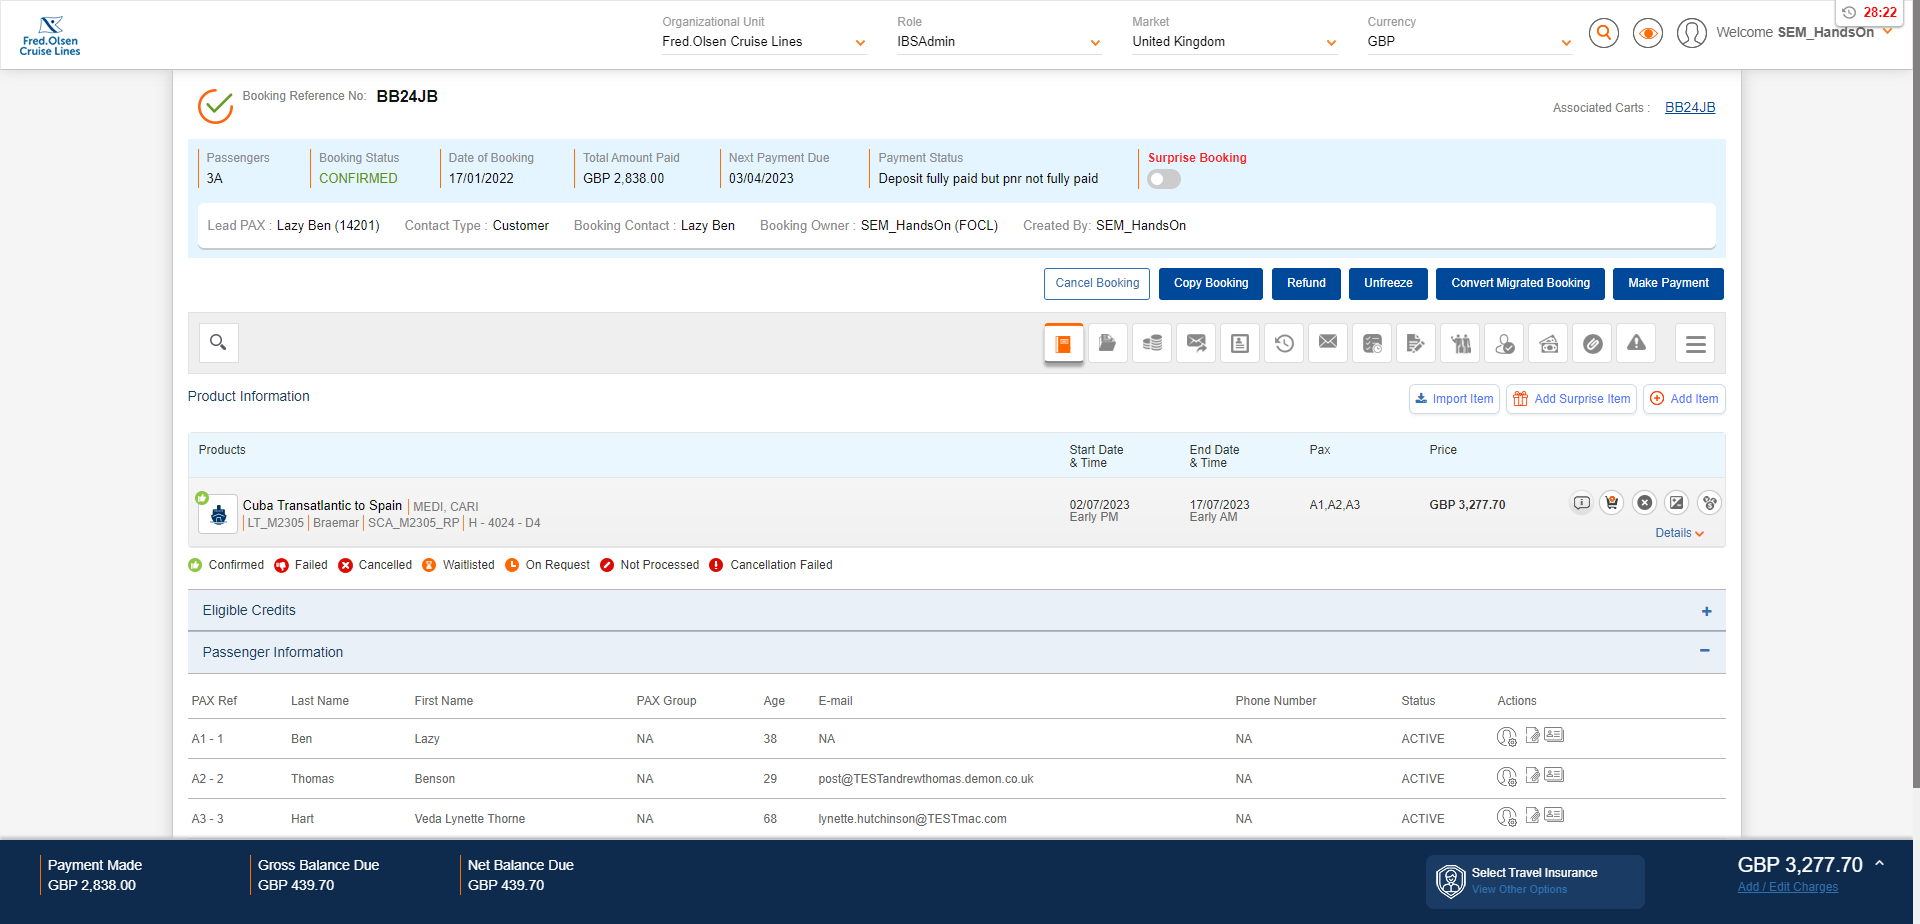 28:22
Fred.Olsen
Cruise Lines
Organizational Unit
Fred.Olsen Cruise Lines
Role
IBSAdmin
Market
United Kingdom
Currency
GBP
Welcome SEM_HandsOn
Booking Reference No: BB24JB
Associated Carts : BB24JB
Passengers
3A
Booking Status
CONFIRMED
Date of Booking
17/01/2022
Total Amount Paid
GBP 2,838.00
Next Payment Due
03/04/2023
Payment Status
Deposit fully paid but pnr not fully paid
Surprise Booking
Lead PAX : Lazy Ben (14201) Contact Type : Customer Booking Contact : Lazy Ben Booking Owner : SEM_HandsOn (FOCL) Created By: SEM_HandsOn
Cancel Booking Copy Booking Refund Unfreeze Convert Migrated Booking Make Payment
Product Information
Import Item Add Surprise Item Add Item
Products Start Date & Time End Date & Time Pax Price
Cuba Transatlantic to Spain MEDI, CARI
LT_M2305 Braemar SCA_M2305_RP H - 4024 - D4
02/07/2023
Early PM
17/07/2023
Early AM
A1,A2,A3
GBP 3,277.70
Details
Confirmed Failed Cancelled Waitlisted On Request Not Processed Cancellation Failed
Eligible Credits
Passenger Information
PAX Ref Last Name First Name PAX Group Age E-mail Phone Number Status Actions
A1 - 1 Ben Lazy NA 38 NA NA ACTIVE
A2 - 2 Thomas Benson NA 29 post@TESTandrewthomas.demon.co.uk NA ACTIVE
A3 - 3 Hart Veda Lynette Thorne NA 68 lynette.hutchinson@TESTmac.com NA ACTIVE
Payment Made
GBP 2,838.00
Gross Balance Due
GBP 439.70
Net Balance Due
GBP 439.70
Select Travel Insurance
View Other Options
GBP 3,277.70
Add / Edit Charges